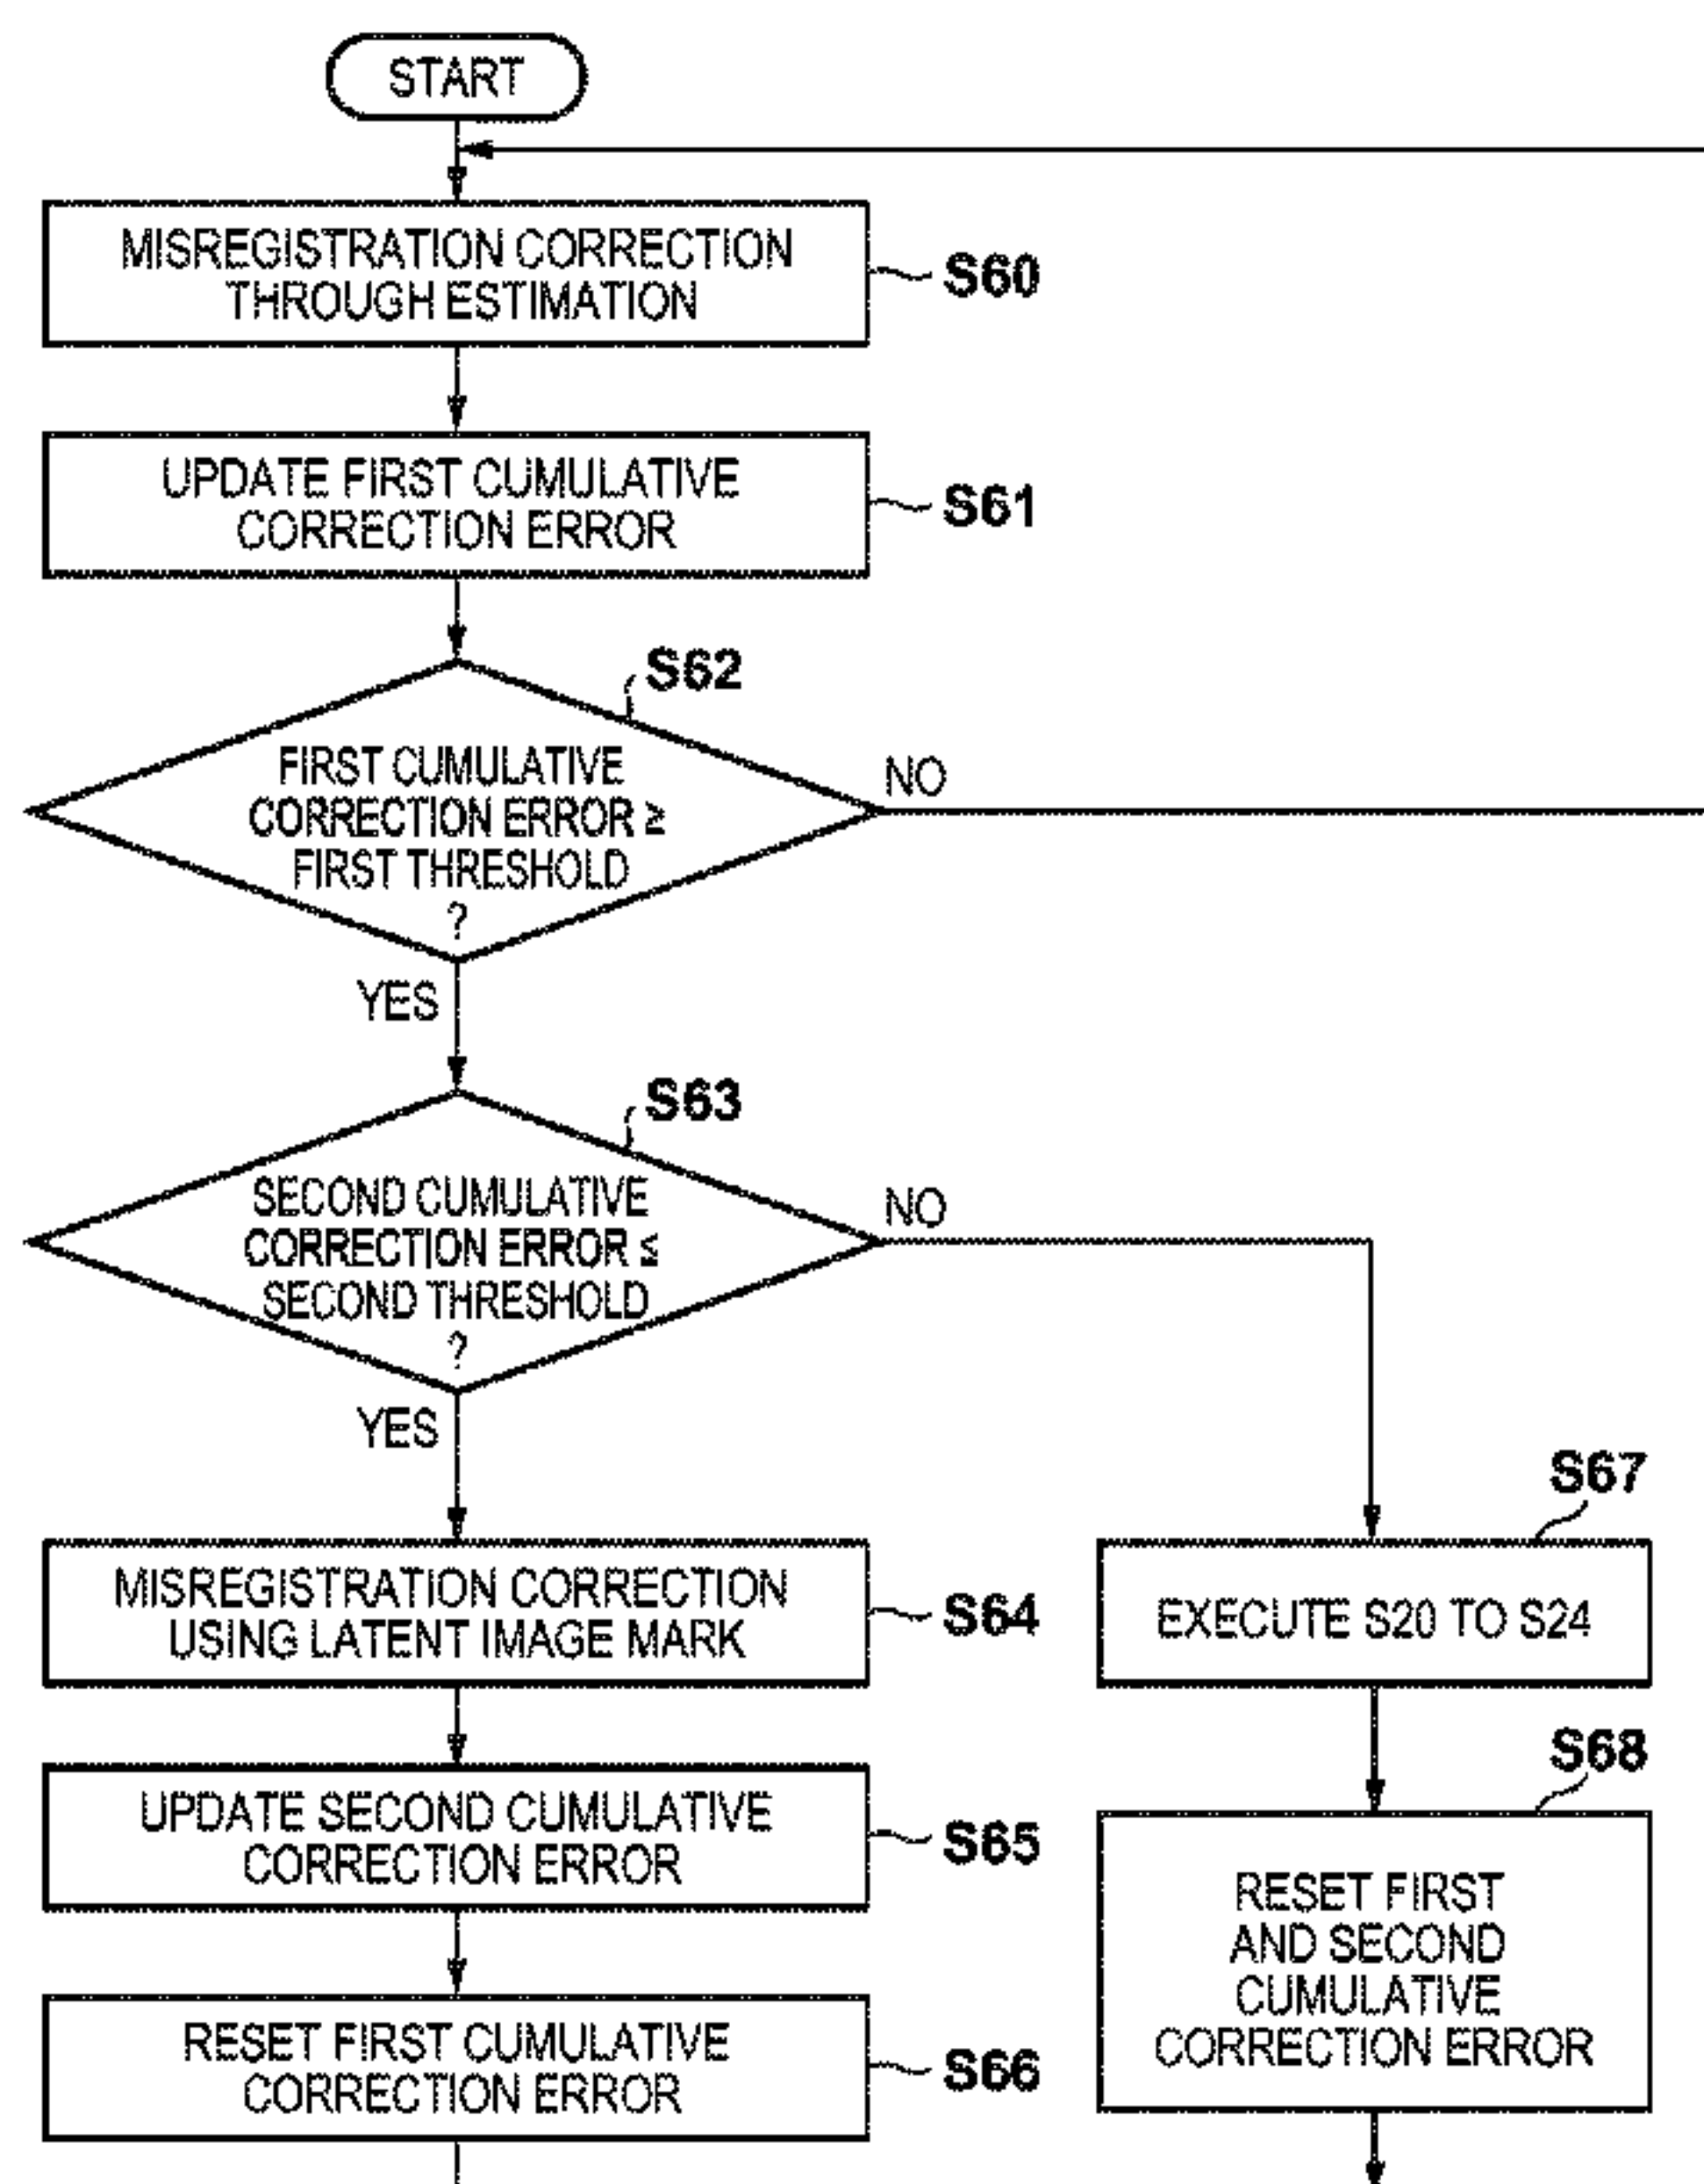 START
MISREGISTRATION CORRECTION
THROUGH ESTIMATION
S60
UPDATE FIRST CUMULATIVE
CORRECTION ERROR
S61
S62
FIRST CUMULATIVE
CORRECTION ERROR ≥
FIRST THRESHOLD
?
NO
YES
S63
SECOND CUMULATIVE
CORRECTION ERROR ≤
SECOND THRESHOLD
?
NO
YES
MISREGISTRATION CORRECTION
USING LATENT IMAGE MARK
S64
S67
EXECUTE S20 TO S24
UPDATE SECOND CUMULATIVE
CORRECTION ERROR
S65
S68
RESET FIRST
AND SECOND
CUMULATIVE
CORRECTION ERROR
RESET FIRST CUMULATIVE
CORRECTION ERROR
S66